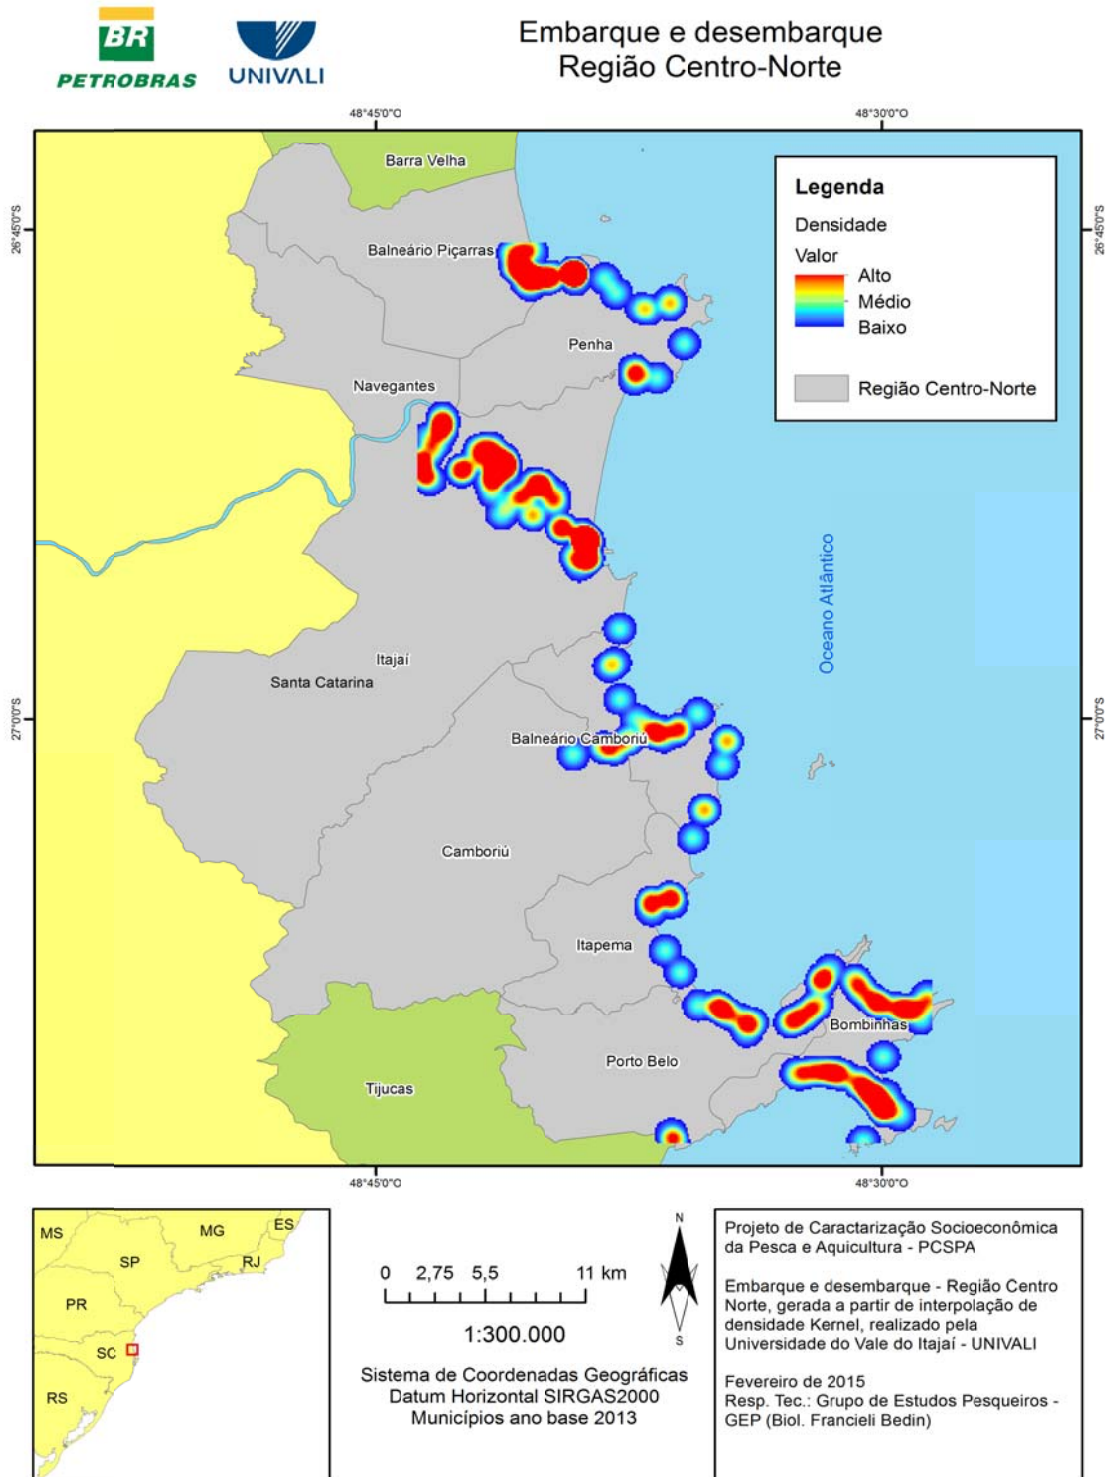 BR
PETROBRAS
UNIVALI
Embarque e desembarque
Região Centro-Norte
48°45'0"O
48°30'0"O
26°45'0"S
26°45'0"S
Barra Velha
Legenda
Densidade
Valor
Alto
Médio
Baixo
Região Centro-Norte
Balneário Piçarras
Penha
Navegantes
Oceano Atlântico
Itajaí
Santa Catarina
27°0'0"S
27°0'0"S
Balneário Camboriú
Camboriú
Itapema
Bombinhas
Porto Belo
Tijucas
48°45'0"O
48°30'0"O
MS
MG
ES
SP
RJ
PR
SC
RS
0 2,75 5,5 11 km
1:300.000
Sistema de Coordenadas Geográficas
Datum Horizontal SIRGAS2000
Municípios ano base 2013
N
S
Projeto de Caractarização Socioeconômica
da Pesca e Aquicultura - PCSPA
Embarque e desembarque - Região Centro
Norte, gerada a partir de interpolação de
densidade Kernel, realizado pela
Universidade do Vale do Itajaí - UNIVALI
Fevereiro de 2015
Resp. Tec.: Grupo de Estudos Pesqueiros -
GEP (Biol. Francieli Bedin)